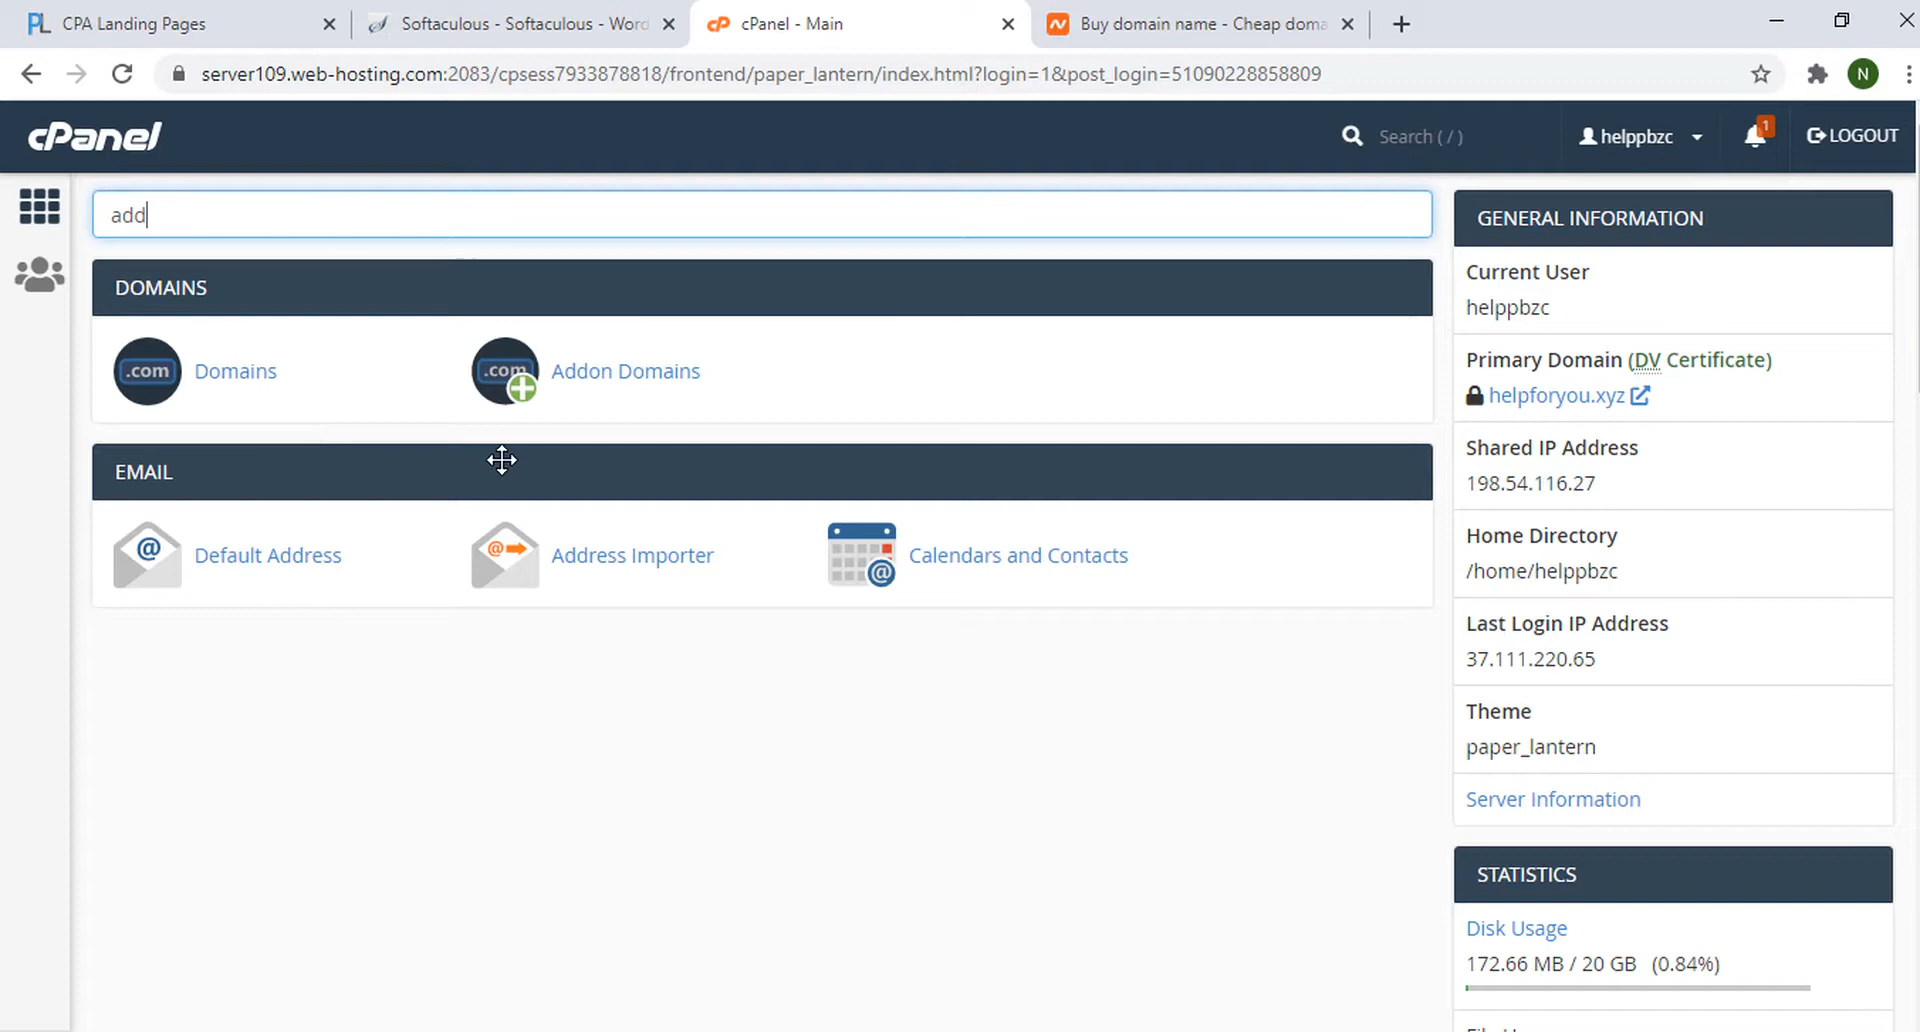 CPA Landing Pages
Softaculous - Softaculous - Word
cPanel - Main
Buy domain name - Cheap doma
server109.web-hosting.com:2083/cpsess7933878818/frontend/paper_lantern/index.html?login=1&post_login=51090228858809
N
cPanel
Search ( / )
helppbzc
1
LOGOUT
add
DOMAINS
.com
Domains
.com
Addon Domains
EMAIL
Default Address
Address Importer
Calendars and Contacts
GENERAL INFORMATION
Current User
helppbzc
Primary Domain (DV Certificate)
helpforyou.xyz
Shared IP Address
198.54.116.27
Home Directory
/home/helppbzc
Last Login IP Address
37.111.220.65
Theme
paper_lantern
Server Information
STATISTICS
Disk Usage
172.66 MB / 20 GB (0.84%)